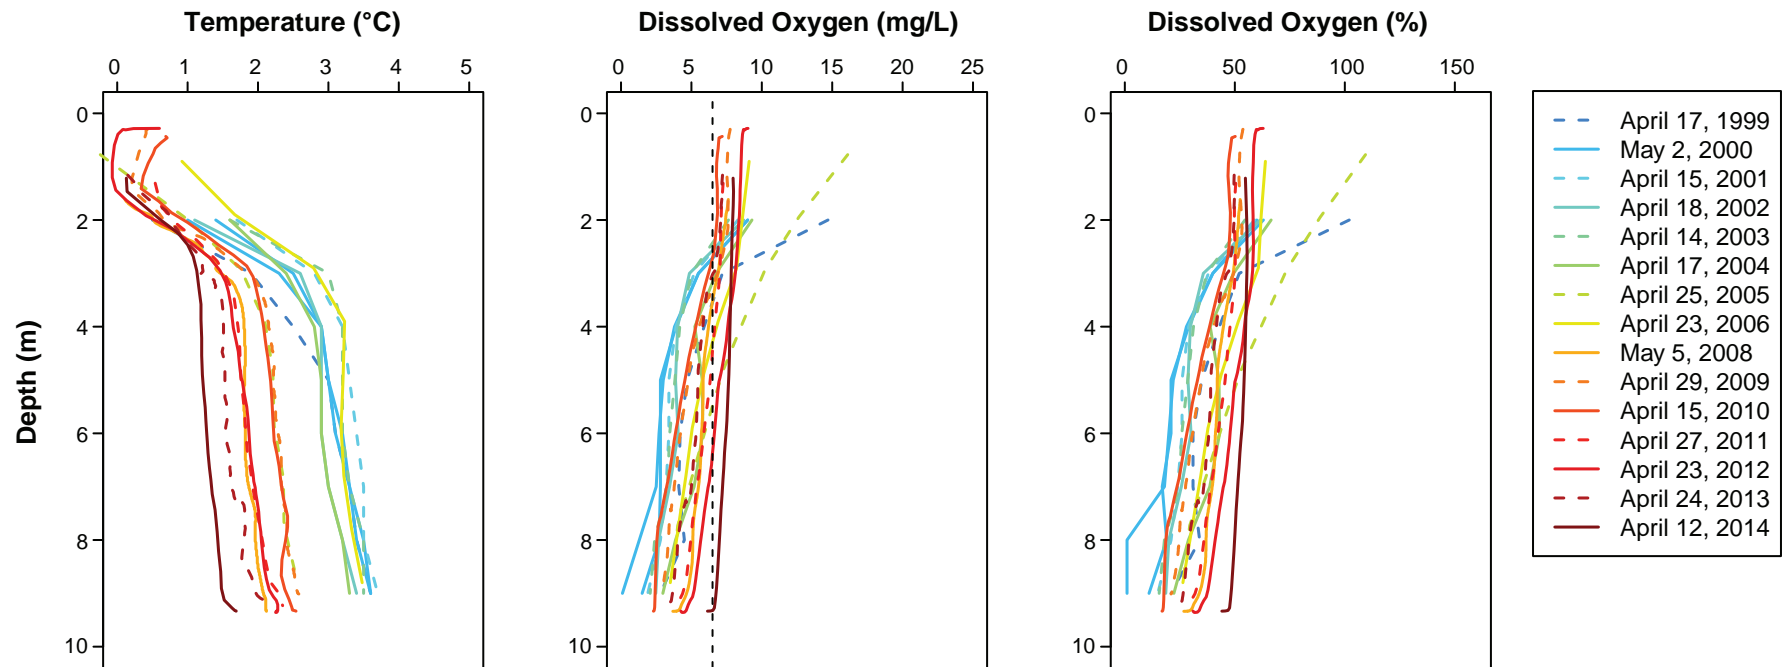 Temperature (°C)
Dissolved Oxygen (mg/L)
Dissolved Oxygen (%)
0 1 2 3 4 5
0 5 10 15 20 25
0 50 100 150
Depth (m)
0
2
4
6
8
10
0
2
4
6
8
10
0
2
4
6
8
10
April 17, 1999
May 2, 2000
April 15, 2001
April 18, 2002
April 14, 2003
April 17, 2004
April 25, 2005
April 23, 2006
May 5, 2008
April 29, 2009
April 15, 2010
April 27, 2011
April 23, 2012
April 24, 2013
April 12, 2014